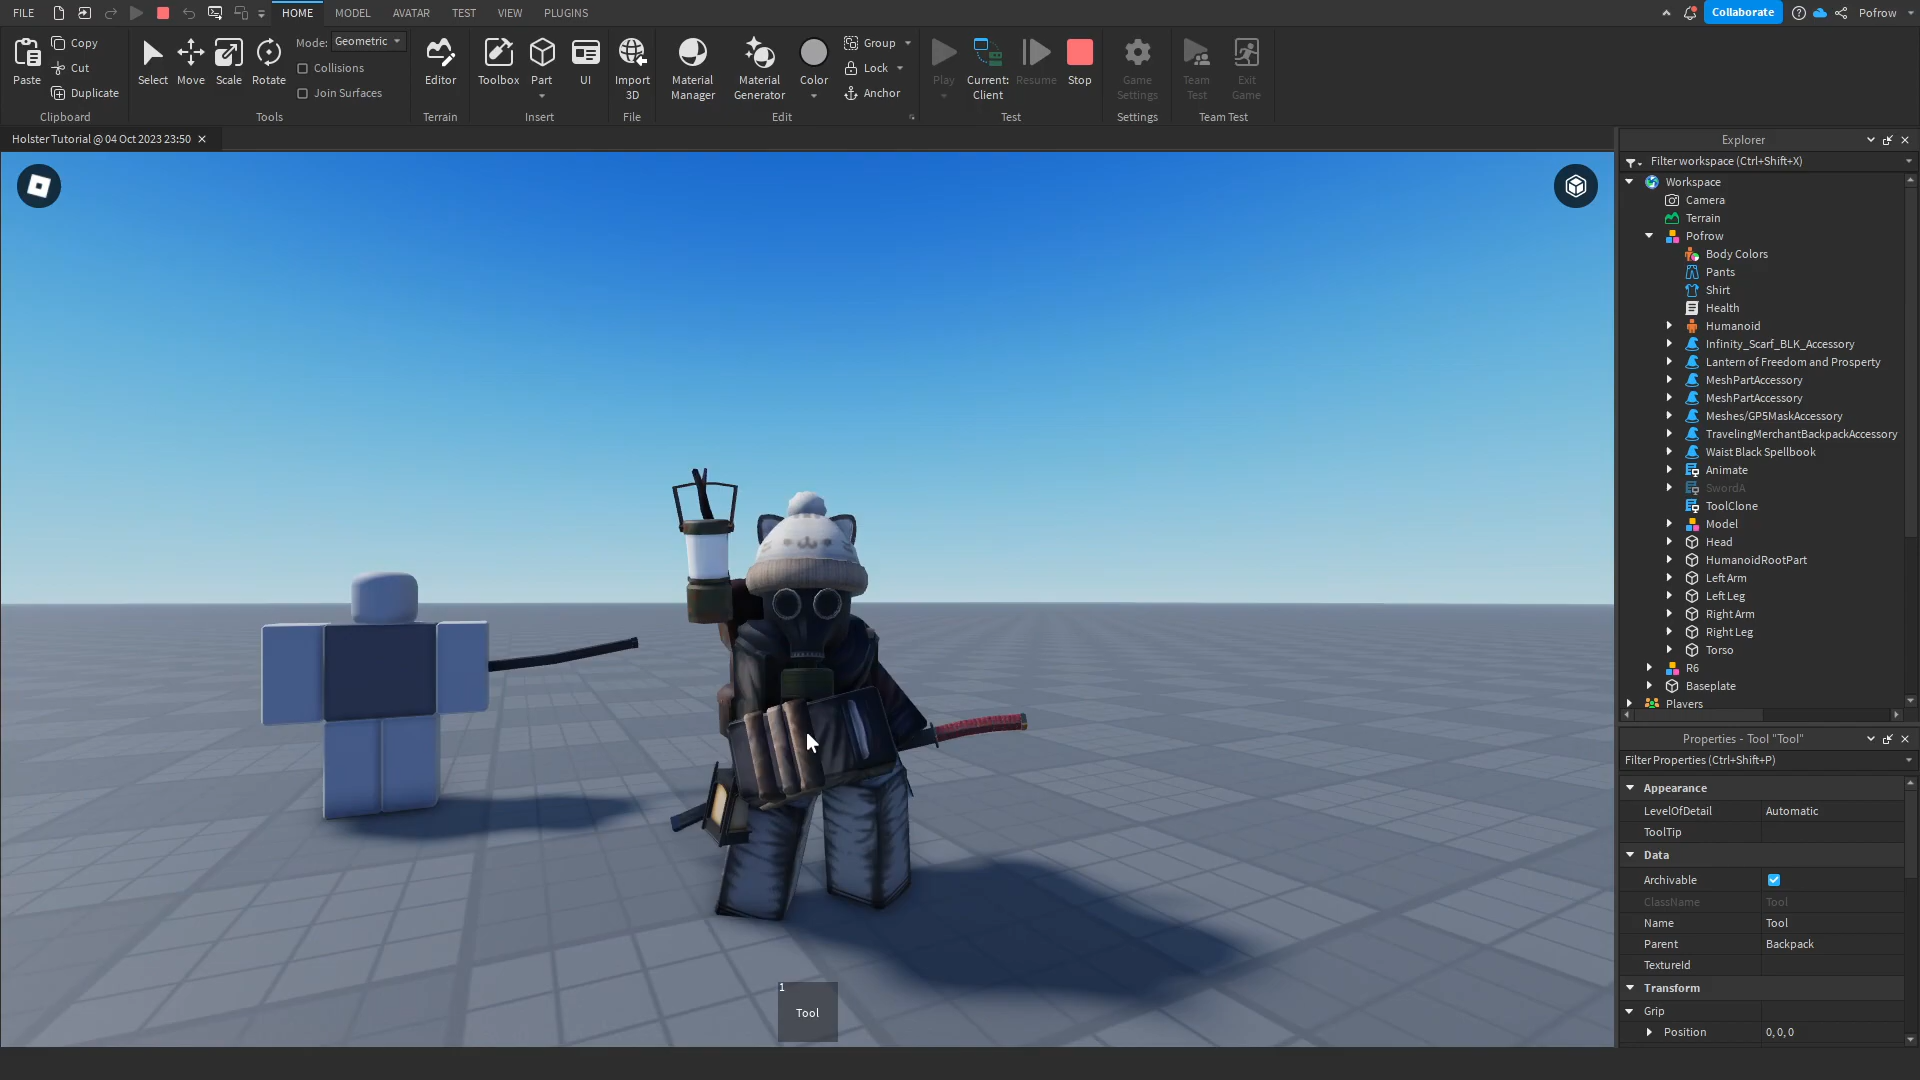 FILE
HOME
MODEL
AVATAR
TEST
VIEW
PLUGINS
Collaborate
Pofrow
Paste
Copy
Cut
Duplicate
Clipboard
Select
Move
Scale
Rotate
Mode: Geometric
Collisions
Join Surfaces
Tools
Editor
Terrain
Toolbox
Part
UI
Insert
Import
3D
File
Material
Manager
Material
Generator
Color
Group
Lock
Anchor
Edit
Play
Current:
Client
Resume
Stop
Test
Game
Settings
Settings
Team
Test
Exit
Game
Team Test
Holster Tutorial @ 04 Oct 2023 23:50
1
Tool
Explorer
Filter workspace (Ctrl+Shift+X)
Workspace
Camera
Terrain
Pofrow
Body Colors
Pants
Shirt
Health
Humanoid
Infinity_Scarf_BLK_Accessory
Lantern of Freedom and Prosperity
MeshPartAccessory
MeshPartAccessory
Meshes/GP5MaskAccessory
TravelingMerchantBackpackAccessory
Waist Black Spellbook
Animate
SwordA
ToolClone
Model
Head
HumanoidRootPart
Left Arm
Left Leg
Right Arm
Right Leg
Torso
R6
Baseplate
Players
Properties - Tool "Tool"
Filter Properties (Ctrl+Shift+P)
Appearance
LevelOfDetail Automatic
ToolTip
Data
Archivable
ClassName Tool
Name Tool
Parent Backpack
TextureId
Transform
Grip
Position 0, 0, 0